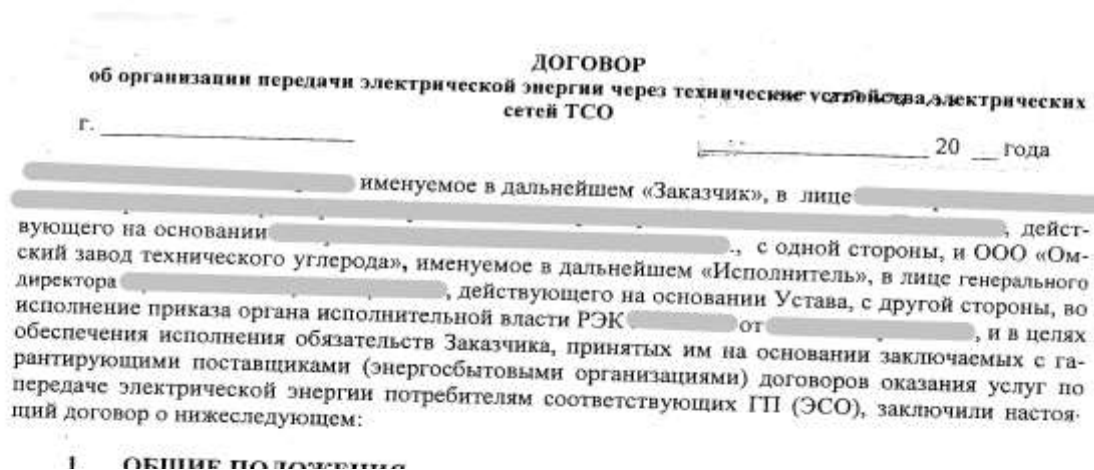 ДОГОВОР
об организации передачи электрической энергии через технические устройства электрических
сетей ТСО
г. ____________ ____________ 20 __ года
именуемое в дальнейшем «Заказчик», в лице
, дейст-
вующего на основании ., с одной стороны, и ООО «Ом-
ский завод технического углерода», именуемое в дальнейшем «Исполнитель», в лице генерального
директора , действующего на основании Устава, с другой стороны, во
исполнение приказа органа исполнительной власти РЭК от , и в целях
обеспечения исполнения обязательств Заказчика, принятых им на основании заключаемых с га-
рантирующими поставщиками (энергосбытовыми организациями) договоров оказания услуг по
передаче электрической энергии потребителям соответствующих ГП (ЭСО), заключили настоя-
щий договор о нижеследующем:
1. ОБЩИЕ ПОЛОЖЕНИЯ